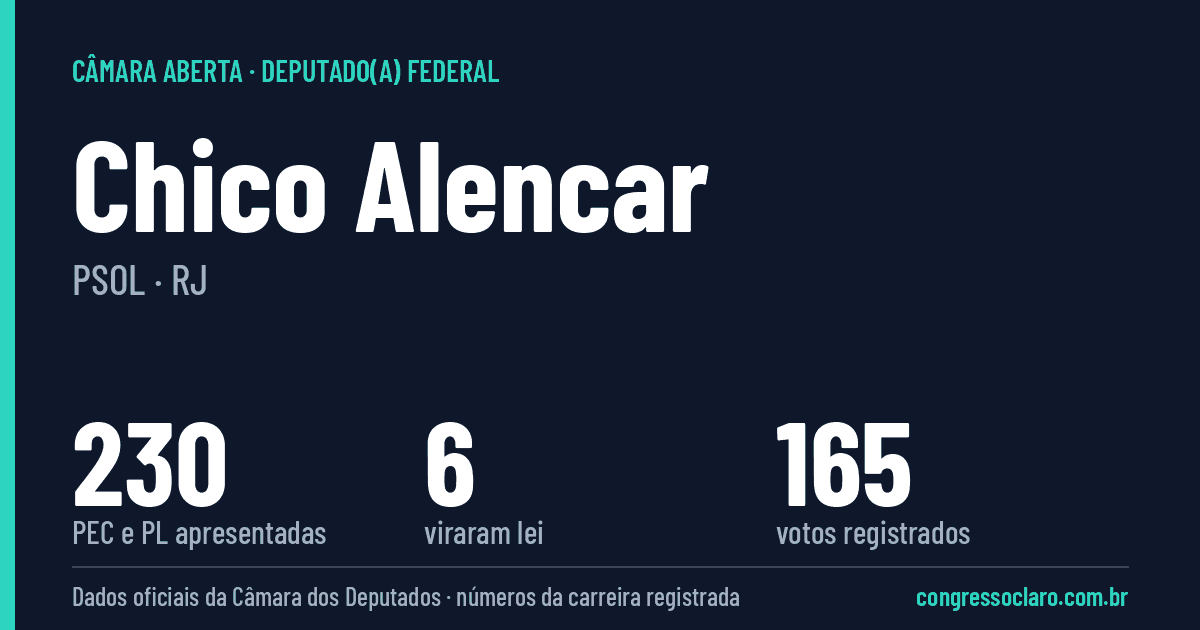 CÂMARA ABERTA · DEPUTADO(A) FEDERAL
Chico Alencar
PSOL · RJ
230 6 165
PEC e PL apresentadas viraram lei votos registrados
Dados oficiais da Câmara dos Deputados · números da carreira registrada congressoclaro.com.br